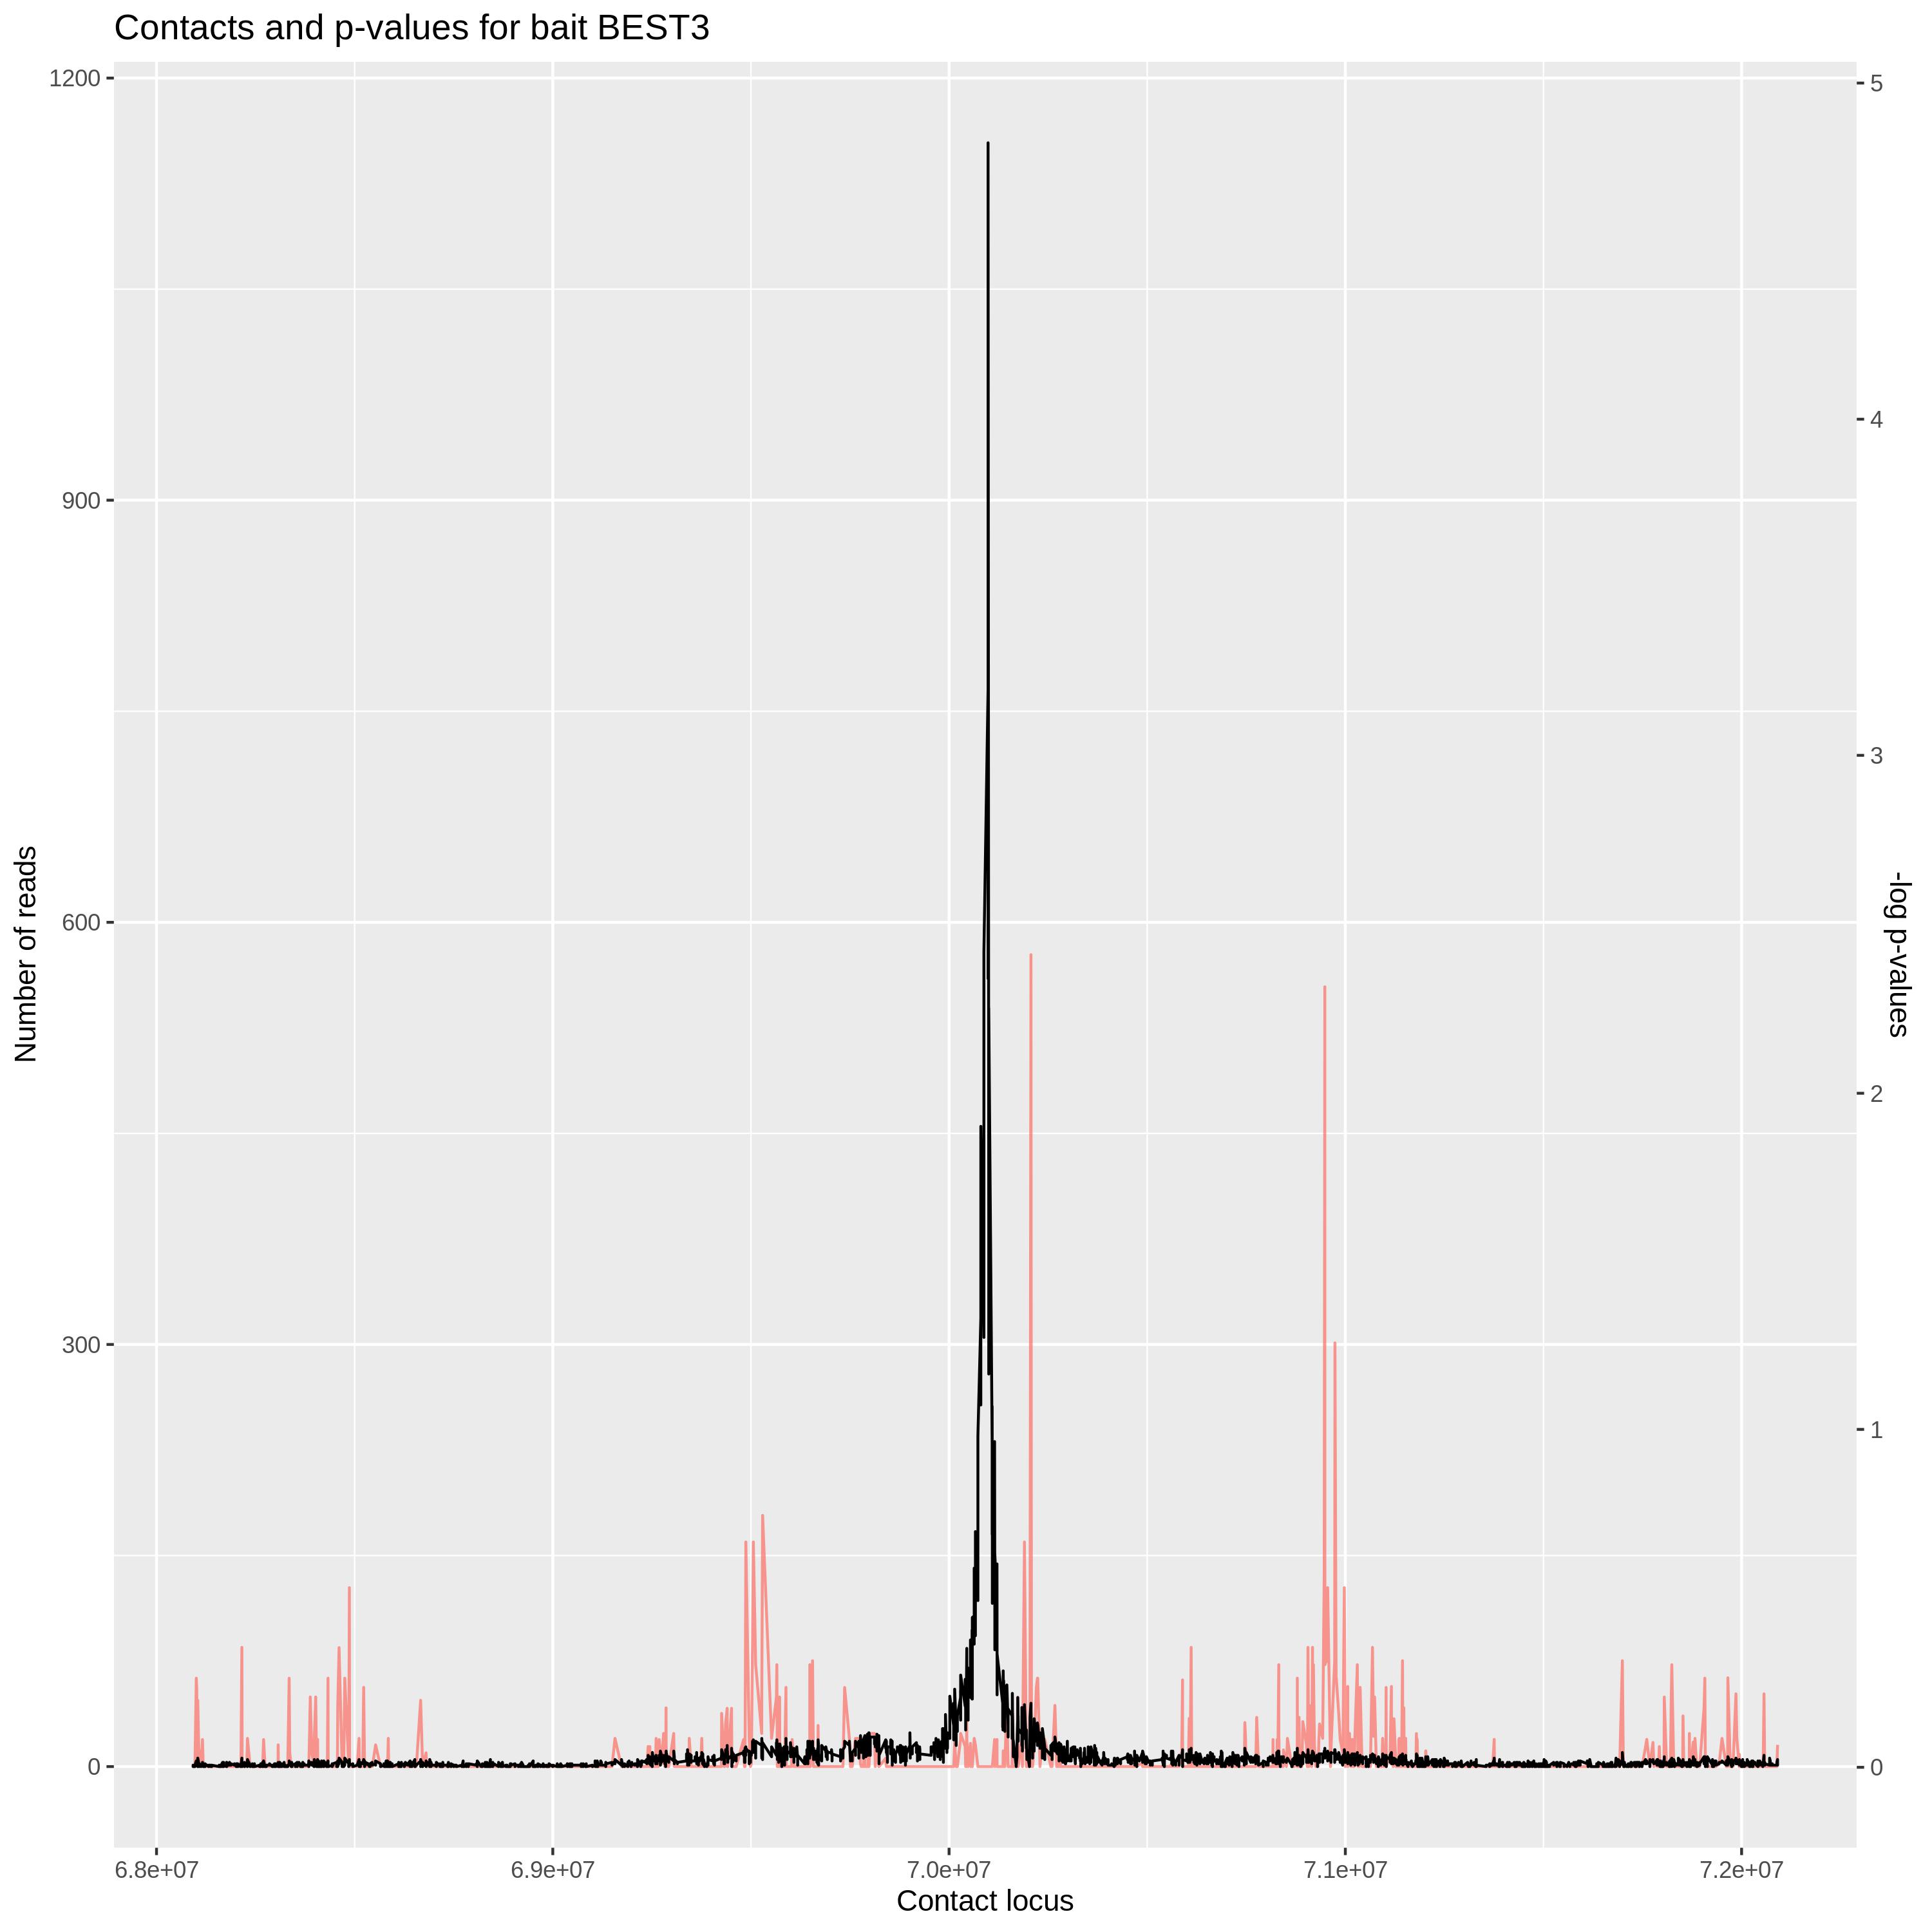 Contacts and p-values for bait BEST3
1200
900
600
300
0
Number of reads
5
4
3
2
1
0
-log p-values
6.8e+07
6.9e+07
7.0e+07
7.1e+07
7.2e+07
Contact locus